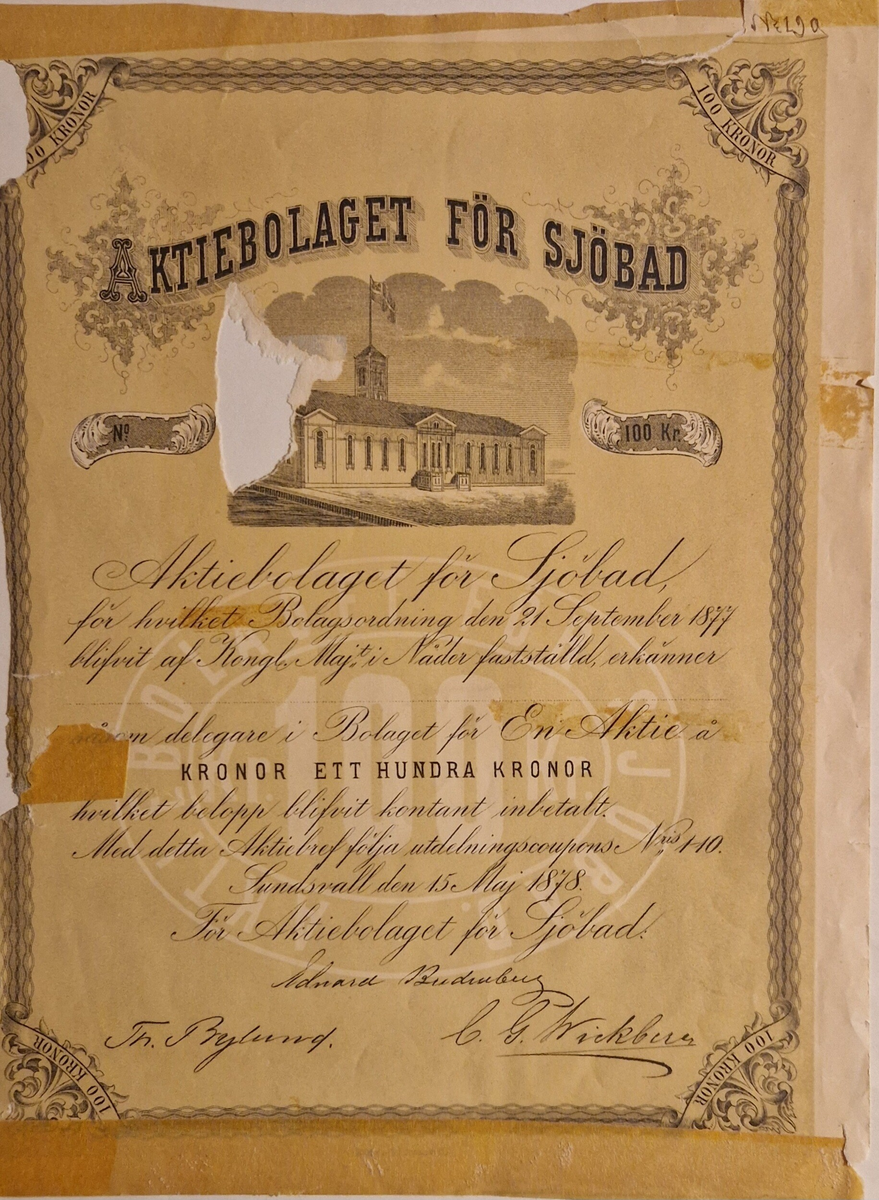 100 KRONOR
AKTIEBOLAGET FÖR SJÖBAD
No
100 Kr.
Aktiebolaget för Sjöbad,
för hvilket Bolagsordning den 21 September 1877
blifvit af Kongl. Maj:t i Nåder fastställd, erkänner
såsom delegare i Bolaget för En Aktie å
KRONOR ETT HUNDRA KRONOR
hvilket belopp blifvit kontant inbetalt.
Med detta Aktiebref följa utdelningscoupons N:ris 1-10.
Sundsvall den 15 Maj 1878.
För Aktiebolaget för Sjöbad:
Th. Bylund.
C. G. Wickberg
100 KRONOR
100 KRONOR